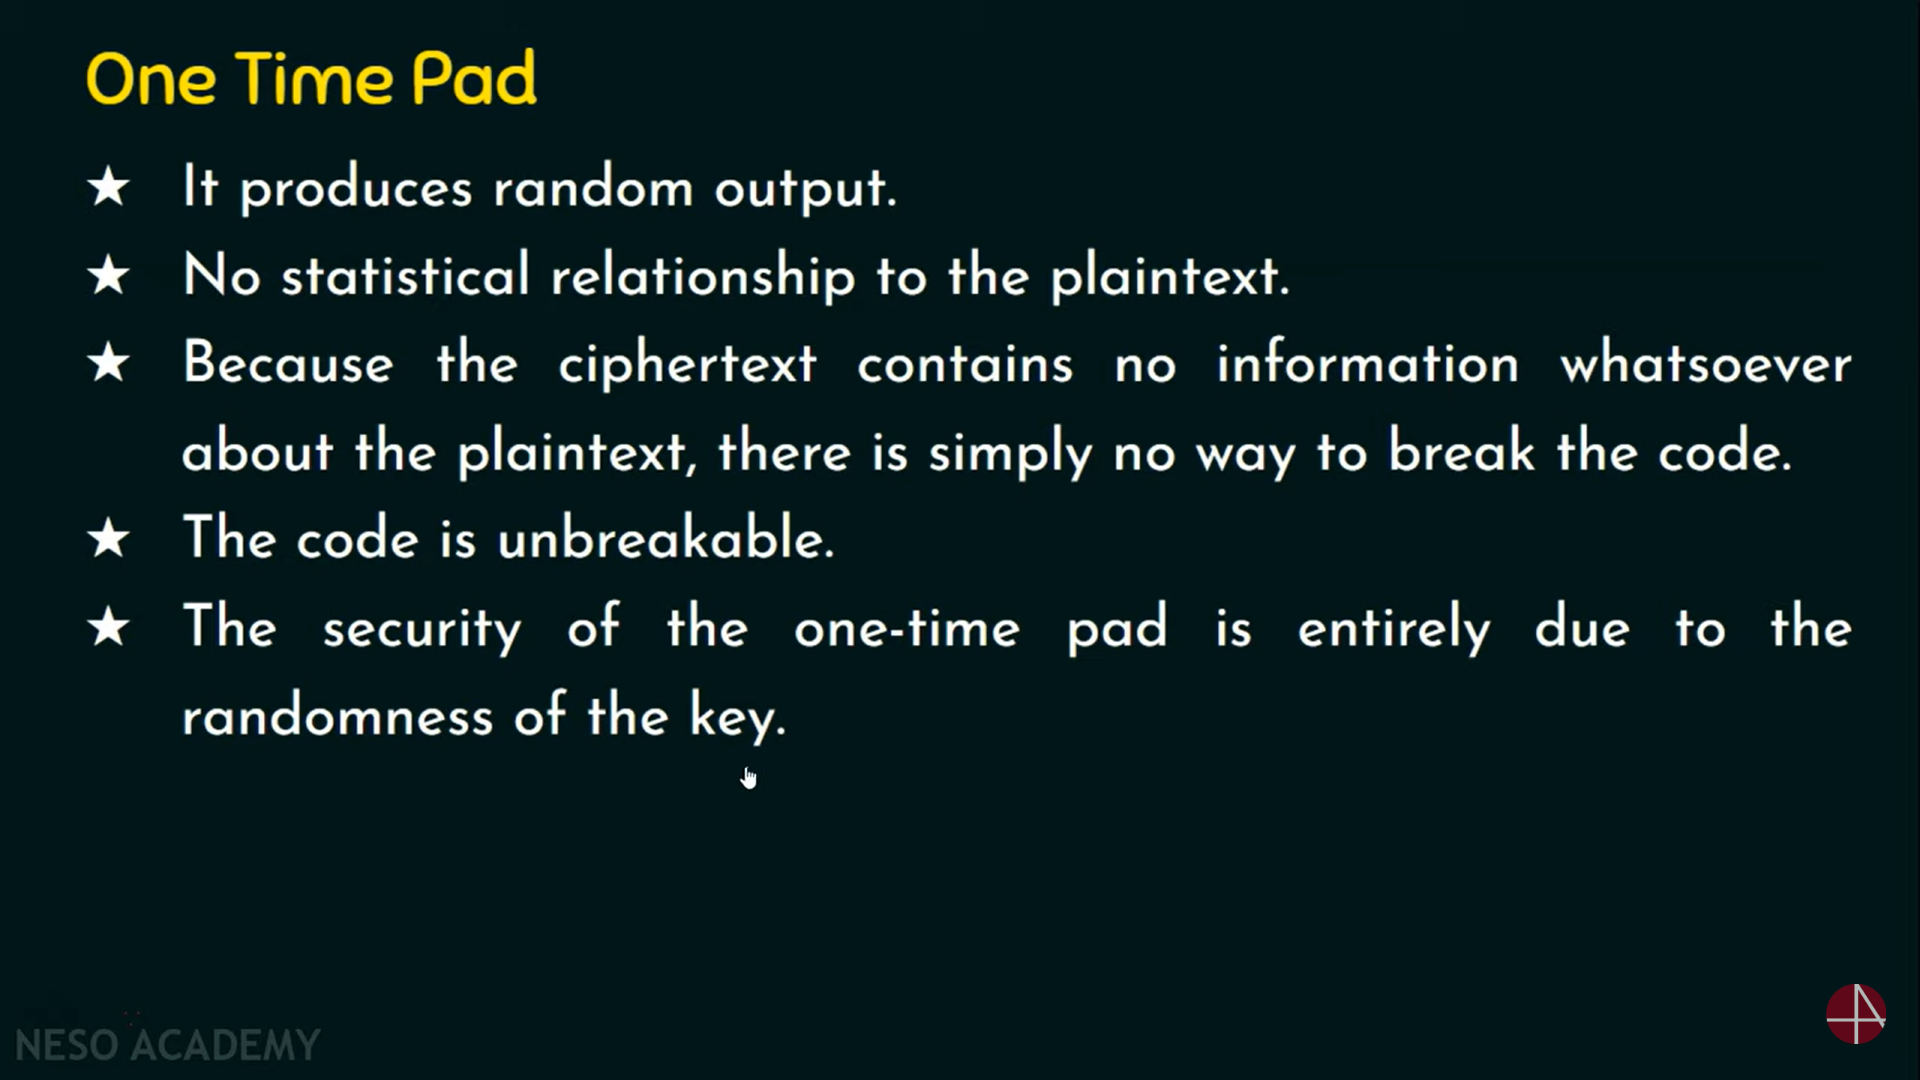 One Time Pad
★ It produces random output.
★ No statistical relationship to the plaintext.
★ Because the ciphertext contains no information whatsoever
about the plaintext, there is simply no way to break the code.
★ The code is unbreakable.
★ The security of the one-time pad is entirely due to the
randomness of the key.
NESO ACADEMY